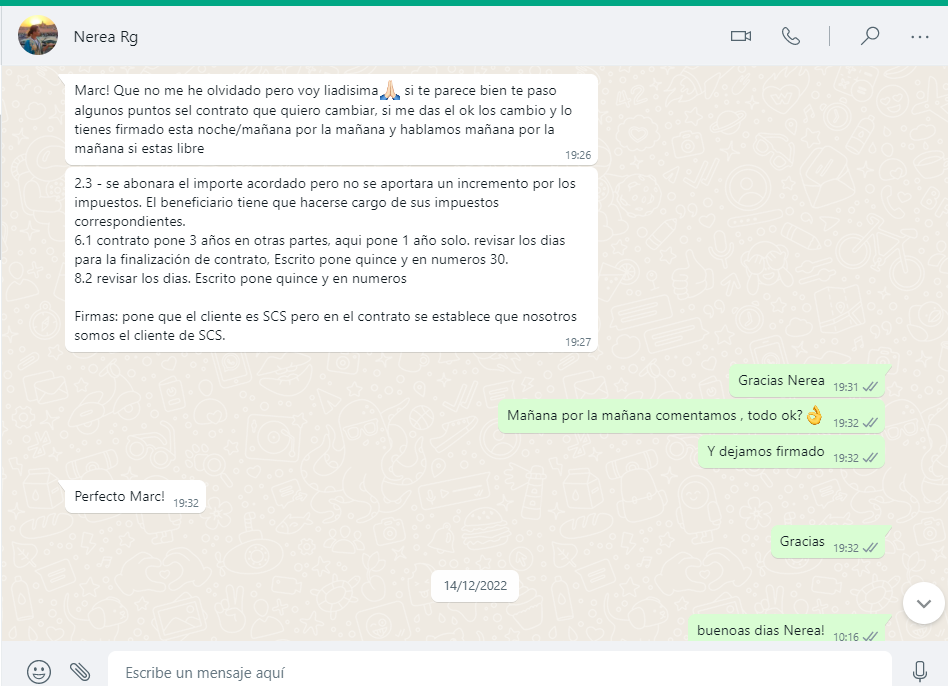 Nerea Rg
Marc! Que no me he olvidado pero voy liadisima🙏🏻 si te parece bien te paso
algunos puntos sel contrato que quiero cambiar, si me das el ok los cambio y lo
tienes firmado esta noche/mañana por la mañana y hablamos mañana por la
mañana si estas libre
19:26
2.3 - se abonara el importe acordado pero no se aportara un incremento por los
impuestos. El beneficiario tiene que hacerse cargo de sus impuestos
correspondientes.
6.1 contrato pone 3 años en otras partes, aqui pone 1 año solo. revisar los dias
para la finalización de contrato, Escrito pone quince y en numeros 30.
8.2 revisar los dias. Escrito pone quince y en numeros
Firmas: pone que el cliente es SCS pero en el contrato se establece que nosotros
somos el cliente de SCS.
19:27
Gracias Nerea 19:31
Mañana por la mañana comentamos , todo ok?👌 19:32
Y dejamos firmado 19:32
Perfecto Marc! 19:32
Gracias 19:32
14/12/2022
buenoas dias Nerea! 10:16
Escribe un mensaje aquí